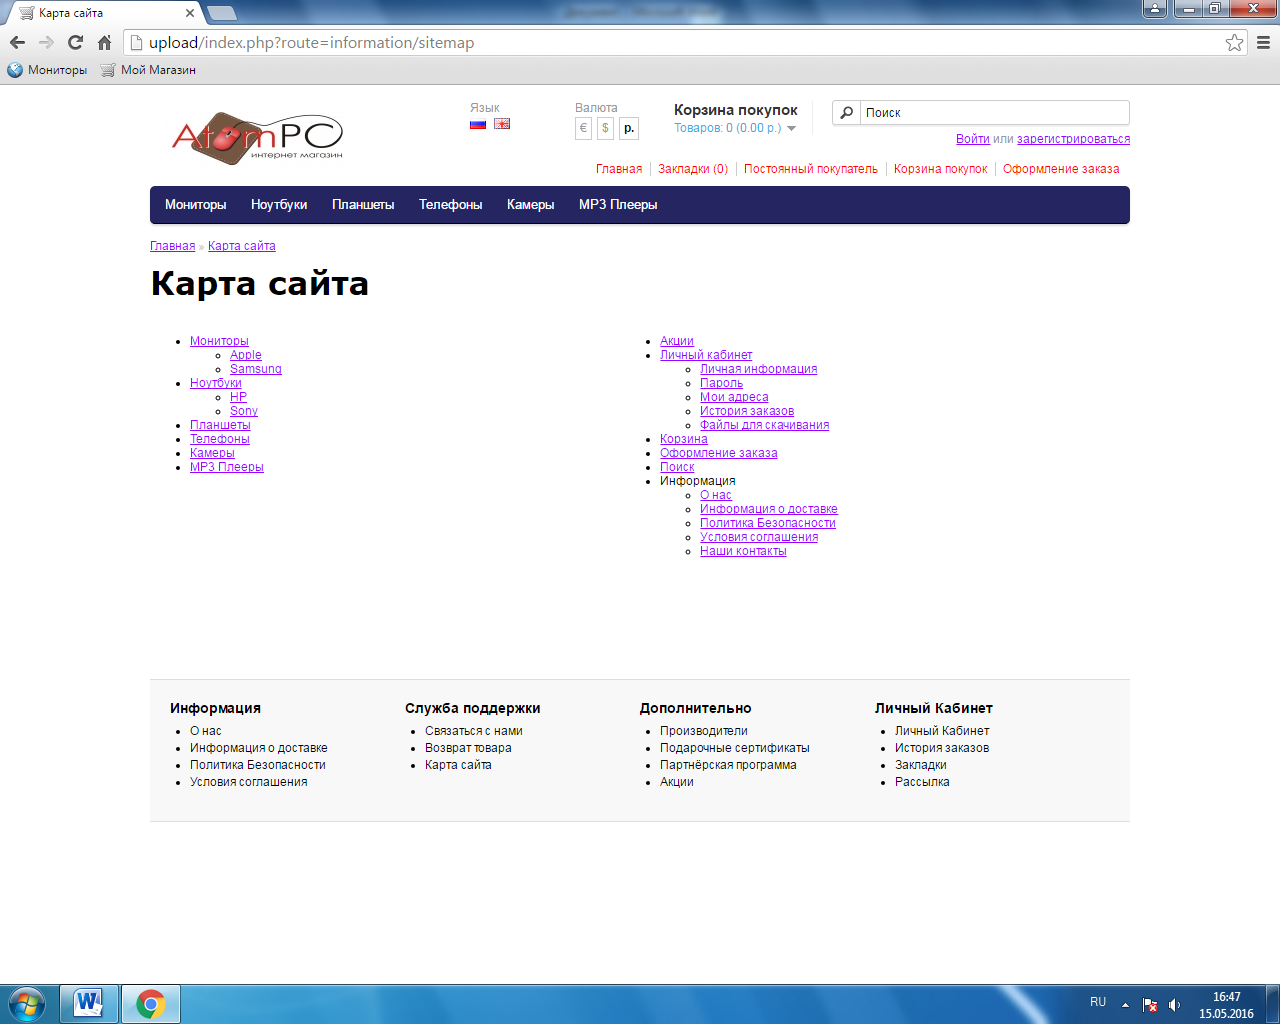 Карта сайта
upload/index.php?route=information/sitemap
Мониторы
Мой Магазин
AtomPC
интернет магазин
Язык
Валюта
€ $ р.
Корзина покупок
Товаров: 0 (0.00 р.)
Поиск
Войти или зарегистрироваться
Главная
Закладки (0)
Постоянный покупатель
Корзина покупок
Оформление заказа
Мониторы
Ноутбуки
Планшеты
Телефоны
Камеры
MP3 Плееры
Главная » Карта сайта
Карта сайта
Мониторы
Apple
Samsung
Ноутбуки
HP
Sony
Планшеты
Телефоны
Камеры
MP3 Плееры
Акции
Личный кабинет
Личная информация
Пароль
Мои адреса
История заказов
Файлы для скачивания
Корзина
Оформление заказа
Поиск
Информация
О нас
Информация о доставке
Политика Безопасности
Условия соглашения
Наши контакты
Информация
О нас
Информация о доставке
Политика Безопасности
Условия соглашения
Служба поддержки
Связаться с нами
Возврат товара
Карта сайта
Дополнительно
Производители
Подарочные сертификаты
Партнёрская программа
Акции
Личный Кабинет
Личный Кабинет
История заказов
Закладки
Рассылка
W
RU
16:47
15.05.2016